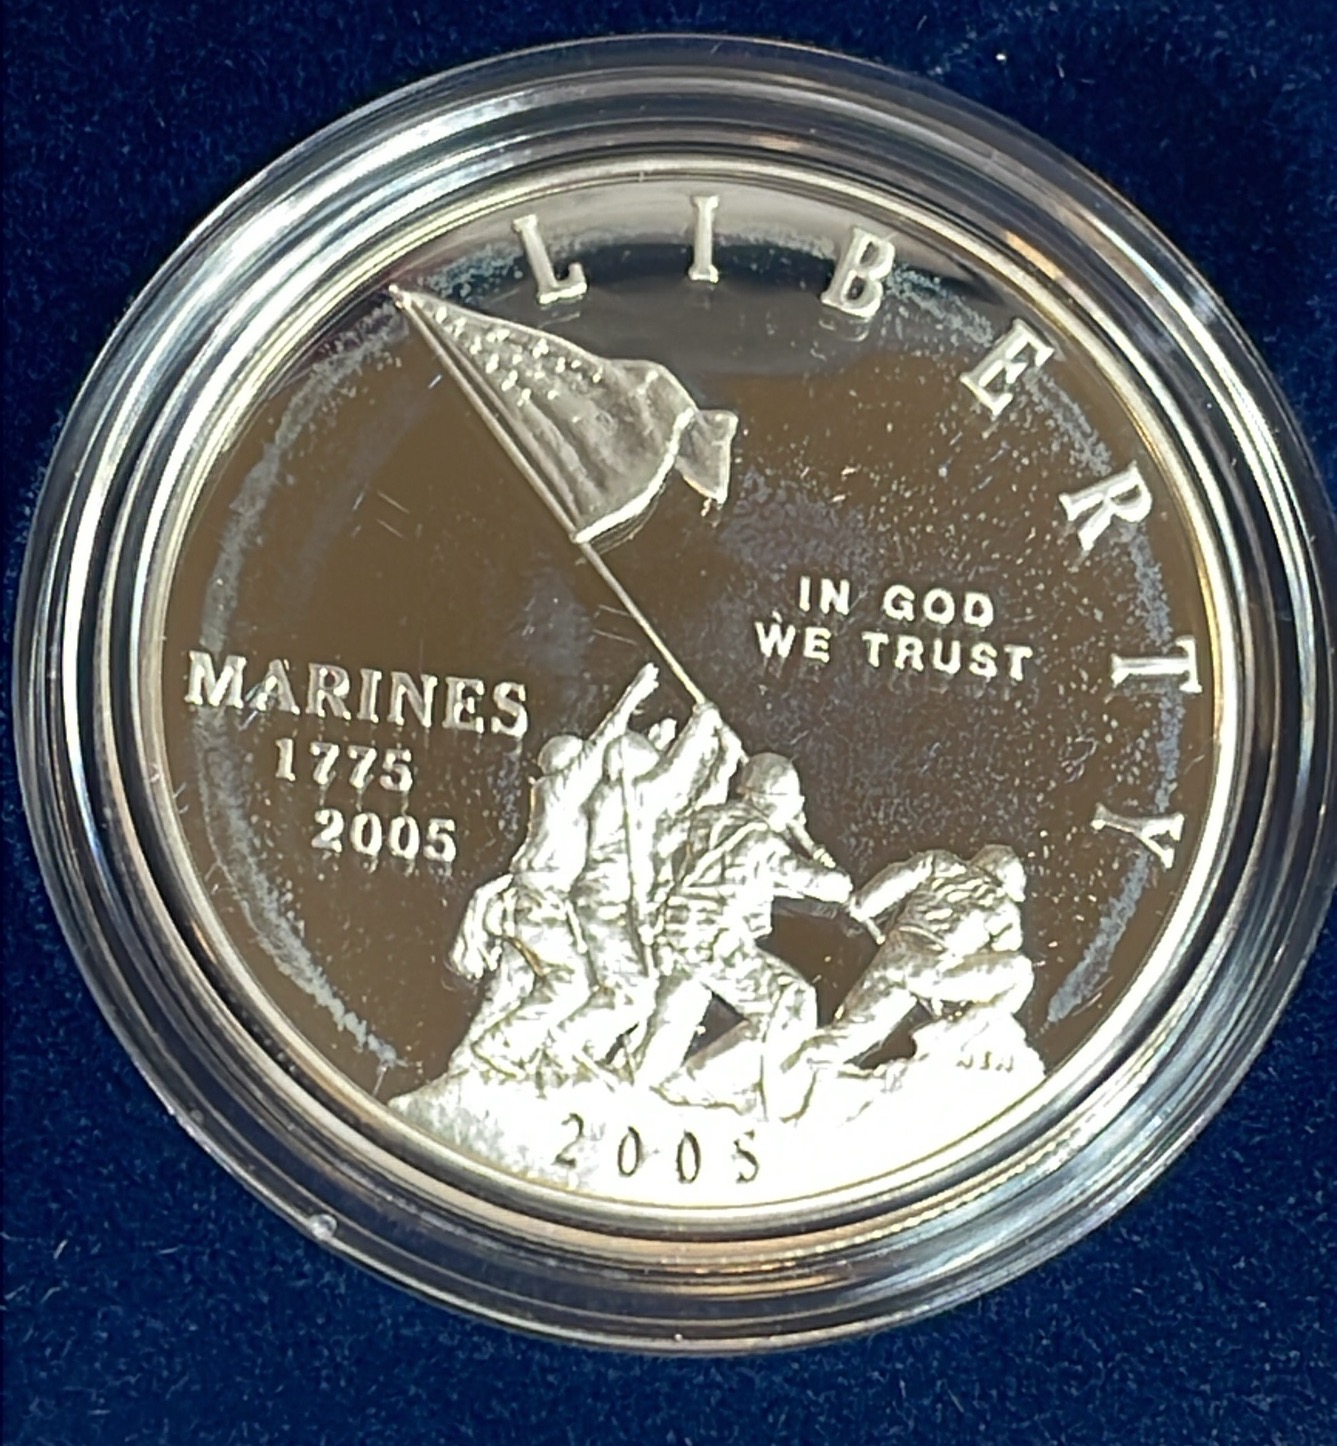 LIBERTY
IN GOD
WE TRUST
MARINES
1775
2005
2005